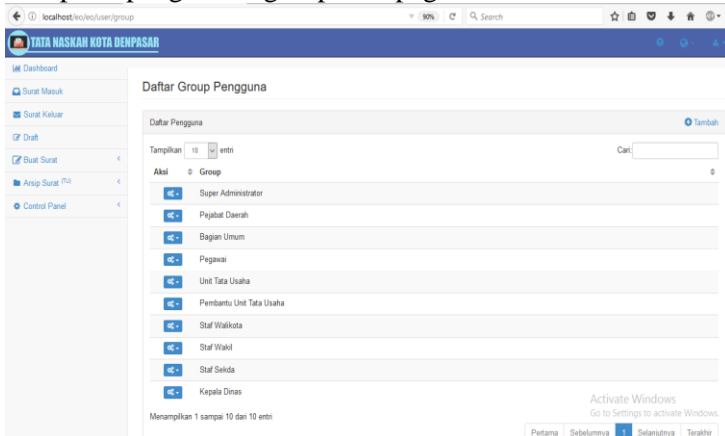 localhost/eo/eo/user/group 90% Search
TATA NASKAH KOTA DENPASAR
Dashboard
Surat Masuk
Surat Keluar
Draft
Buat Surat
Arsip Surat (TU)
Control Panel
Daftar Group Pengguna
Daftar Pengguna Tambah
Tampilkan 10 entri Cari:
Aksi Group
Super Administrator
Pejabat Daerah
Bagian Umum
Pegawai
Unit Tata Usaha
Pembantu Unit Tata Usaha
Staf Walikota
Staf Wakil
Staf Sekda
Kepala Dinas
Menampilkan 1 sampai 10 dari 10 entri
Activate Windows
Go to Settings to activate Windows.
Pertama Sebelumnya 1 Selanjutnya Terakhir